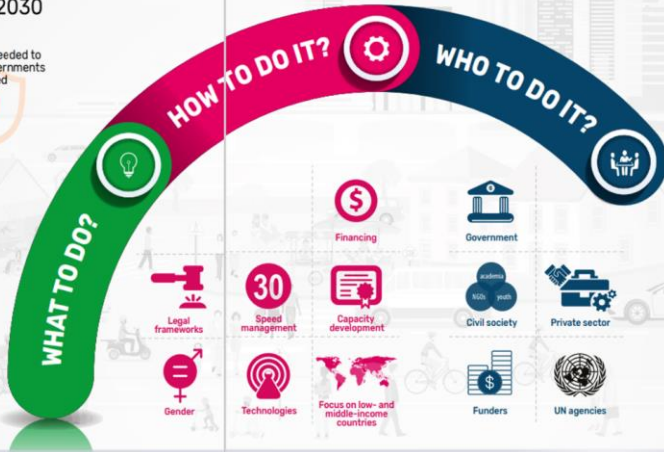 2030
needed to
ernments
ed
WHAT TO DO?
HOW TO DO IT?
WHO TO DO IT?
Financing
Government
Legal
frameworks
30
Speed
management
Capacity
development
academia
NGOs youth
Civil society
Private sector
Gender
Technologies
Focus on low- and
middle-income
countries
Funders
UN agencies